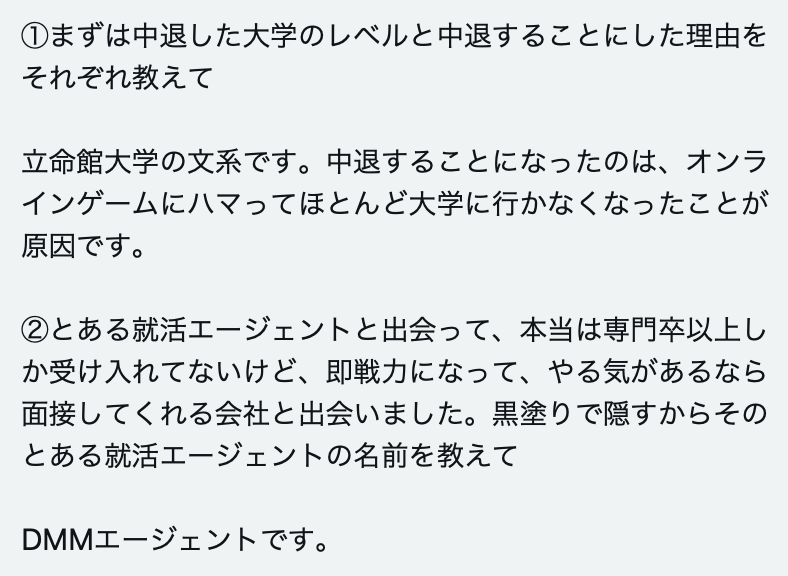 ①まずは中退した大学のレベルと中退することにした理由を
それぞれ教えて
立命館大学の文系です。中退することになったのは、オンラ
インゲームにハマってほとんど大学に行かなくなったことが
原因です。
②とある就活エージェントと出会って、本当は専門卒以上し
か受け入れてないけど、即戦力になって、やる気があるなら
面接してくれる会社と出会いました。黒塗りで隠すからその
とある就活エージェントの名前を教えて
DMMエージェントです。